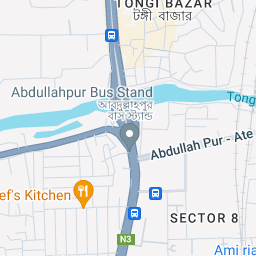 TONGI BAZAR
টঙ্গী বাজার
Abdullahpur Bus Stand
আব্দুল্লাহপুর
বাস স্ট্যান্ড
Tong
Abdullah Pur - Ate
ef's Kitchen
SECTOR 8
N3
Ami ria